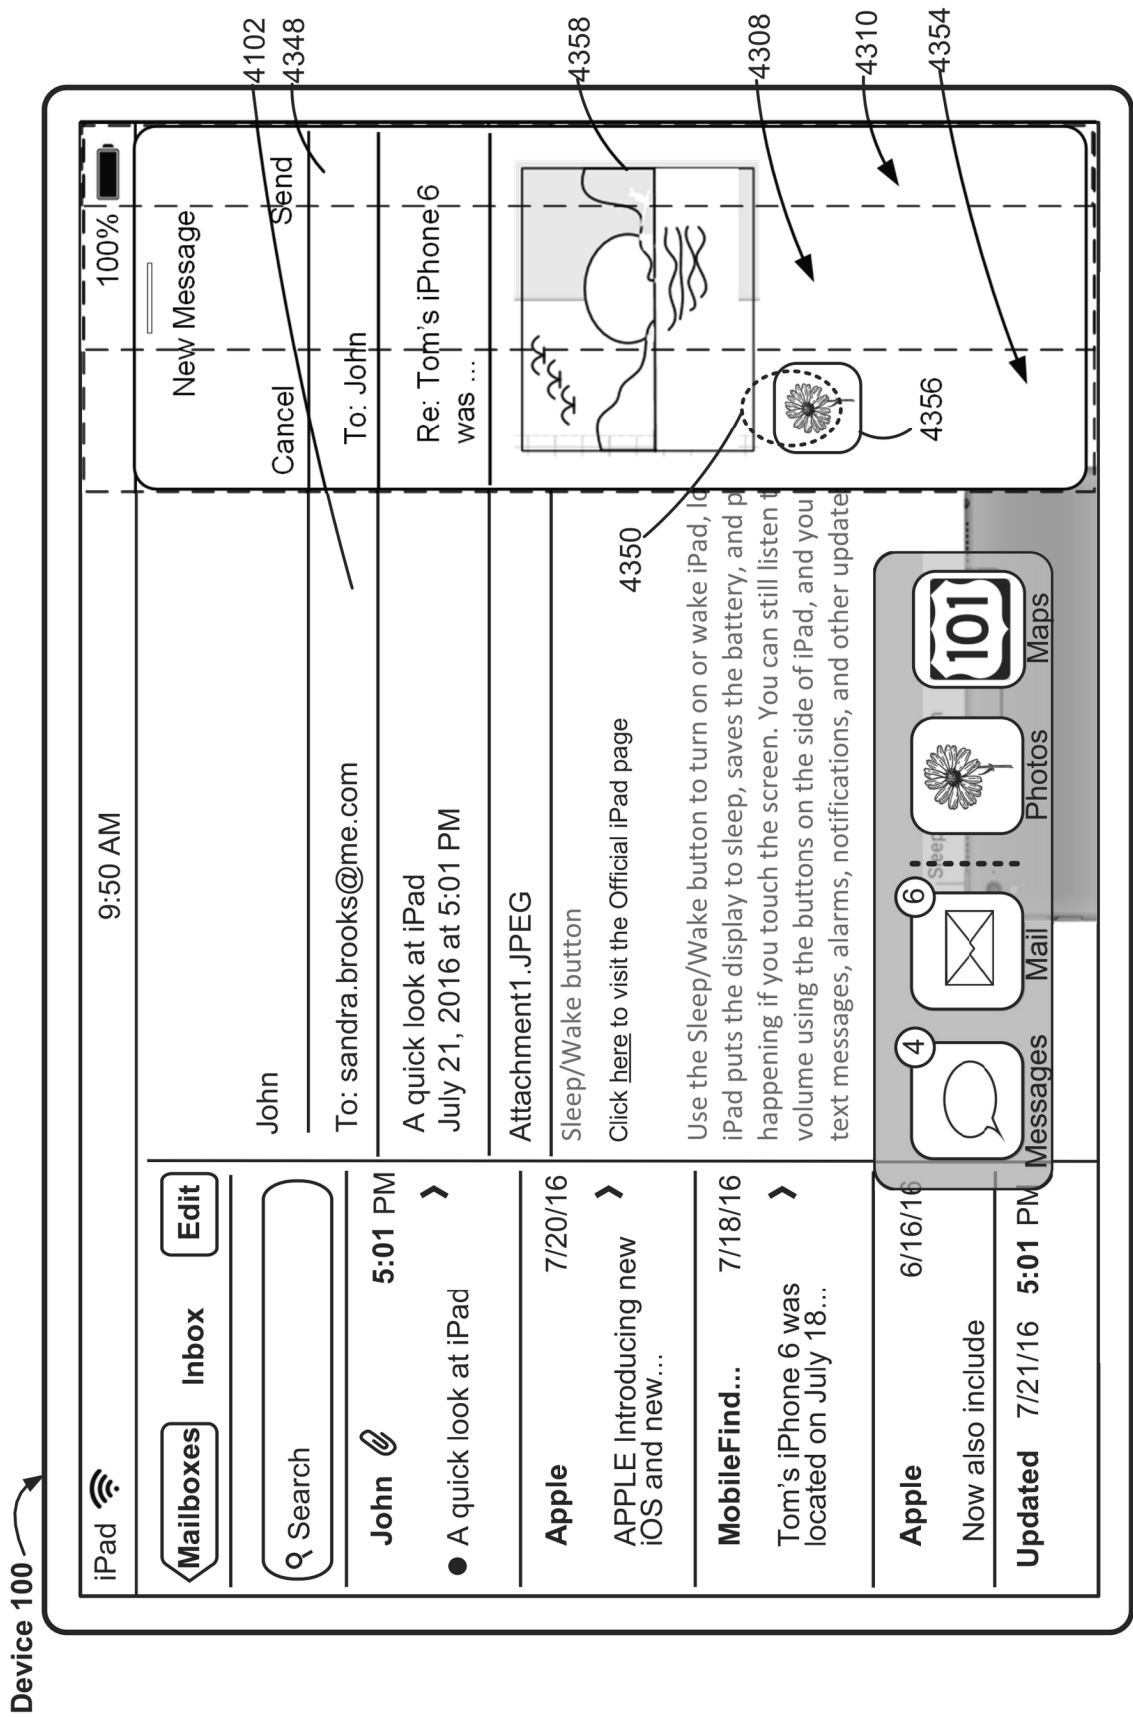 Device 100
iPad
9:50 AM
100%
Mailboxes Inbox Edit
Search
John 5:01 PM
A quick look at iPad
Apple 7/20/16
APPLE Introducing new
iOS and new...
MobileFind... 7/18/16
Tom's iPhone 6 was
located on July 18...
Apple 6/16/16
Now also include
Updated 7/21/16 5:01 PM
John
To: sandra.brooks@me.com
A quick look at iPad
July 21, 2016 at 5:01 PM
Attachment1.JPEG
Sleep/Wake button
Click here to visit the Official iPad page
Use the Sleep/Wake button to turn on or wake iPad, lo
iPad puts the display to sleep, saves the battery, and p
happening if you touch the screen. You can still listen t
volume using the buttons on the side of iPad, and you
text messages, alarms, notifications, and other update
Sleep
4
6
101
Messages
Mail
Photos
Maps
New Message
Cancel Send
To: John
Re: Tom's iPhone 6
was ...
4102
4348
4358
4308
4310
4354
4350
4356